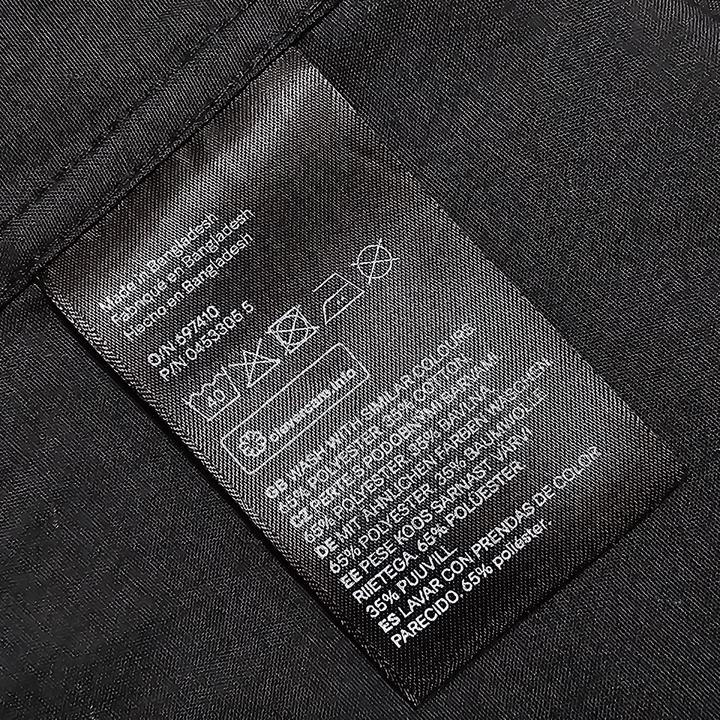 Made in Bangladesh
Fabriqué en Bangladesh
Hecho en Bangladesh
O/N 697410
P/N 0453305 5
40
clevercare.info
GB WASH WITH SIMILAR COLOURS
65% POLYESTER, 35% COTTON
CZ PERTE S PODOBNÝMI BARVAMI
65% POLYESTER, 35% BAVLNA
DE MIT ÄHNLICHEN FARBEN WASCHEN
65% POLYESTER, 35% BAUMWOLLE
EE PESE KOOS SARNAST VÄRVI
RIIETEGA. 65% POLÜESTER,
35% PUUVILL
ES LAVAR CON PRENDAS DE COLOR
PARECIDO. 65% poliéster.